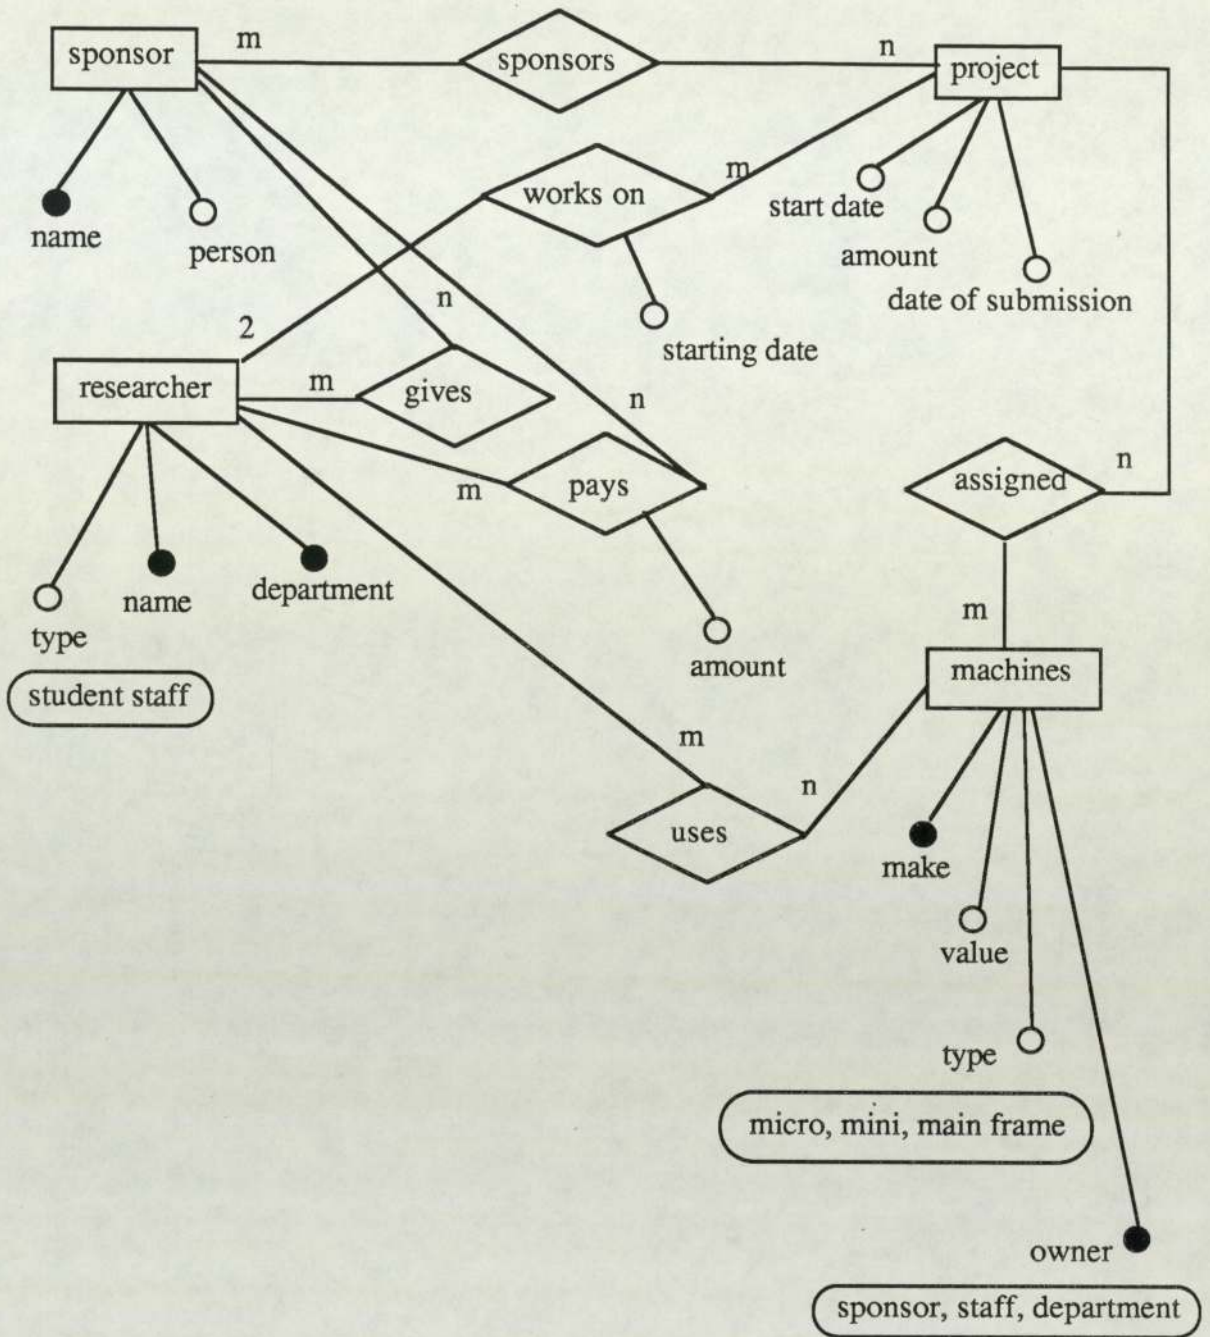 m
n
sponsor
sponsors
project
m
works on
start date
name
person
amount
date of submission
n
2
starting date
researcher
m
gives
n
assigned
n
m
pays
name
department
type
m
student staff
amount
machines
m
n
uses
make
value
type
micro, mini, main frame
owner
sponsor, staff, department